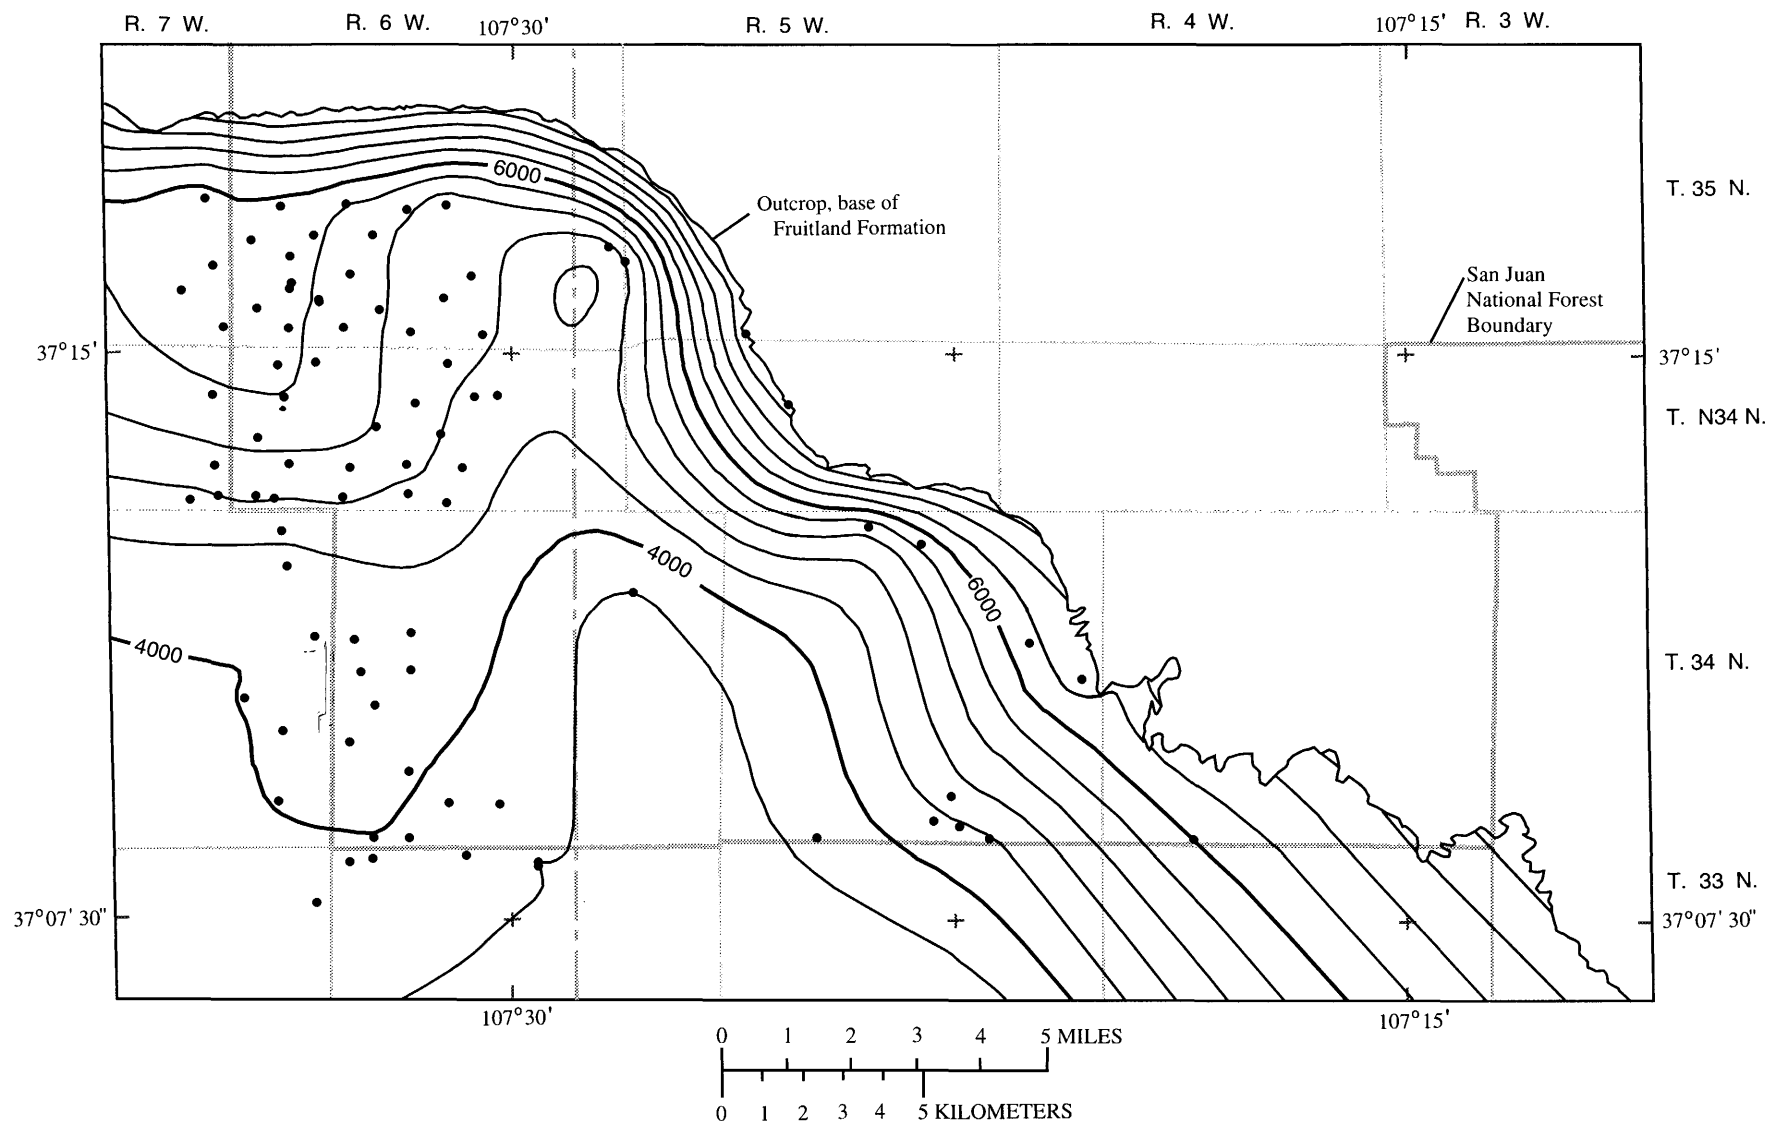 R. 7 W. R. 6 W. 107°30' R. 5 W. R. 4 W. 107°15' R. 3 W.
6000
T. 35 N.
Outcrop, base of
Fruitland Formation
San Juan
National Forest
Boundary
37°15'
37°15'
T. N34 N.
4000
6000
4000
T. 34 N.
T. 33 N.
37°07'30"
37°07'30"
107°30'
107°15'
0 1 2 3 4 5 MILES
0 1 2 3 4 5 KILOMETERS